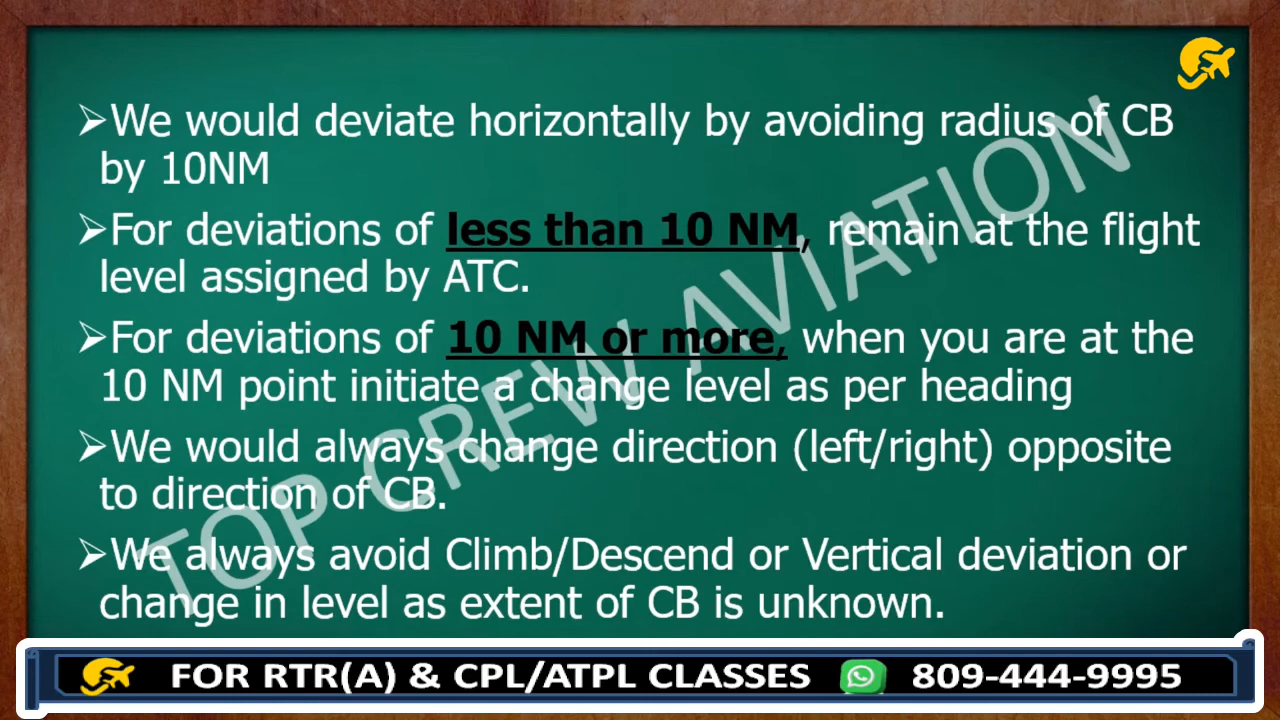 ➢We would deviate horizontally by avoiding radius of CB
by 10NM
➢For deviations of less than 10 NM, remain at the flight
level assigned by ATC.
➢For deviations of 10 NM or more, when you are at the
10 NM point initiate a change level as per heading
➢We would always change direction (left/right) opposite
to direction of CB.
➢We always avoid Climb/Descend or Vertical deviation or
change in level as extent of CB is unknown.
TOP CREW AVIATION
FOR RTR(A) & CPL/ATPL CLASSES 809-444-9995